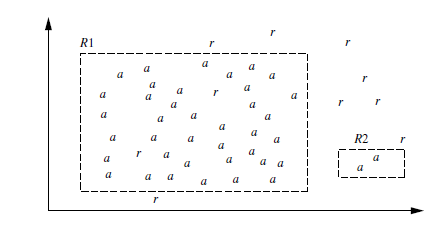 r
R1 r r
a a a
a a a r
a a
a a a r a
a a r r
a a a a
a a
a a a a R2 r
a
a r a a a a
a a a a
a a a a a a
r